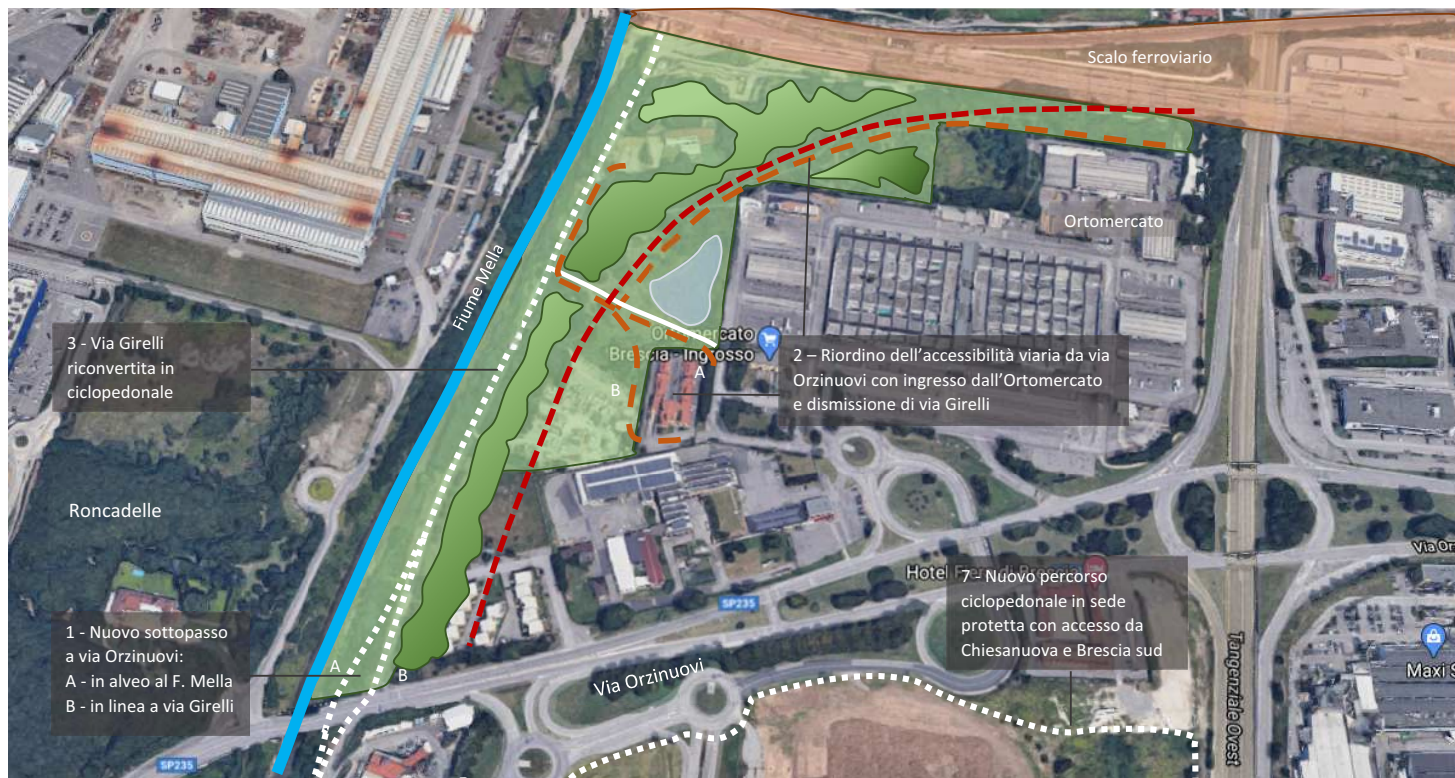 Scalo ferroviario
Ortomercato
Fiume Mella
Ortomercato
Brescia - Ingrosso
3 - Via Girelli
riconvertita in
ciclopedonale
A
B
2 – Riordino dell'accessibilità viaria da via
Orzinuovi con ingresso dall'Ortomercato
e dismissione di via Girelli
Roncadelle
Hotel Fiera di Brescia
7 - Nuovo percorso
ciclopedonale in sede
protetta con accesso da
Chiesanuova e Brescia sud
SP235
1 - Nuovo sottopasso
a via Orzinuovi:
A - in alveo al F. Mella
B - in linea a via Girelli
A
B
Via Orzinuovi
Tangenziale Ovest
Maxi
SP235